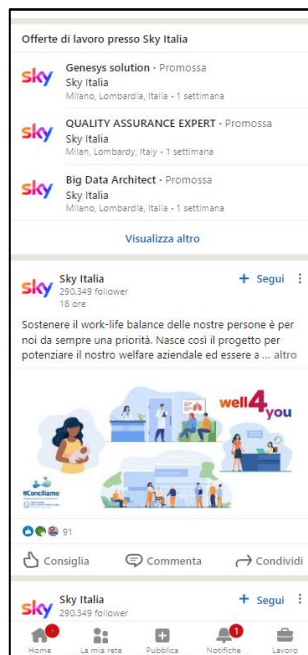 Offerte di lavoro presso Sky Italia
sky
Genesys solution · Promossa
Sky Italia
Milano, Lombardia, Italia · 1 settimana
sky
QUALITY ASSURANCE EXPERT · Promossa
Sky Italia
Milan, Lombardy, Italy · 1 settimana
sky
Big Data Architect · Promossa
Sky Italia
Milano, Lombardia, Italia · 1 settimana
Visualizza altro
sky
Sky Italia
+ Segui
290.349 follower
18 ore
Sostenere il work-life balance delle nostre persone è per
noi da sempre una priorità. Nasce così il progetto per
potenziare il nostro welfare aziendale ed essere a ... altro
well4you
#Conciliamo
91
Consiglia Commenta Condividi
sky
Sky Italia
+ Segui
290.349 follower
1
Home La mia rete Pubblica Notifiche Lavoro